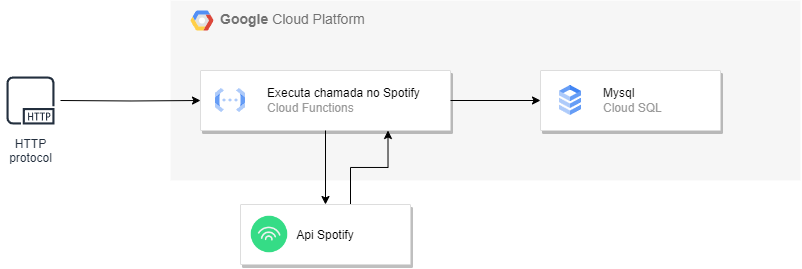 Google Cloud Platform
Executa chamada no Spotify
Cloud Functions
Mysql
Cloud SQL
HTTP
HTTP
protocol
Api Spotify